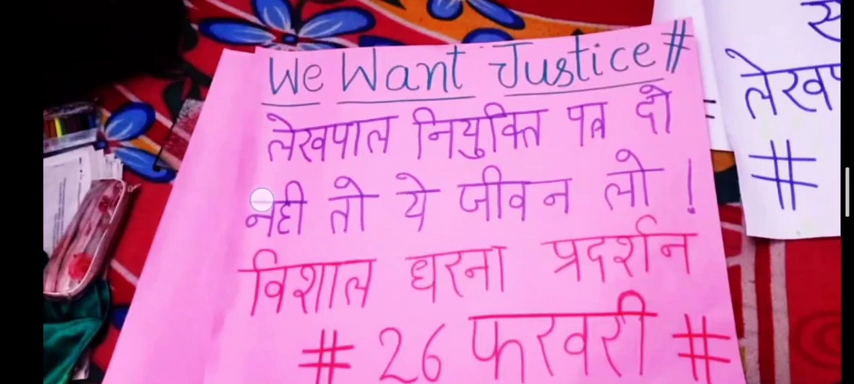 We Want Justice #
लेखपाल नियुक्ति पत्र दो
नही तो ये जीवन लो !
विशाल धरना प्रदर्शन
# 26 फरवरी #
#